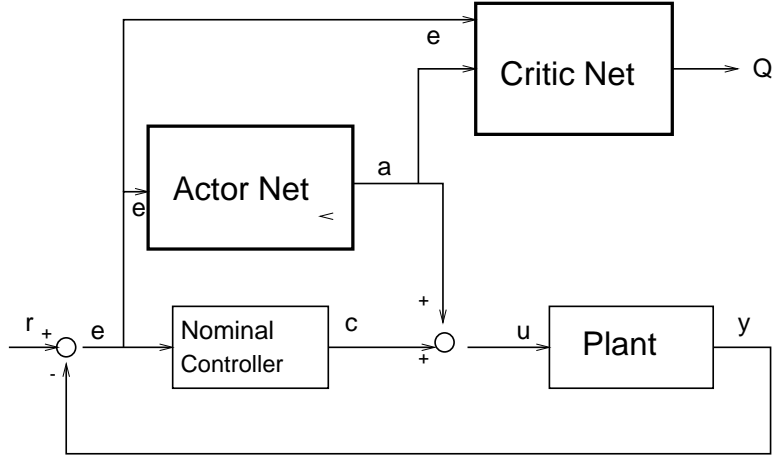 e
Critic Net
Q
a
Actor Net
e
<
+
r
+
e
Nominal
Controller
c
+
u
Plant
y
-